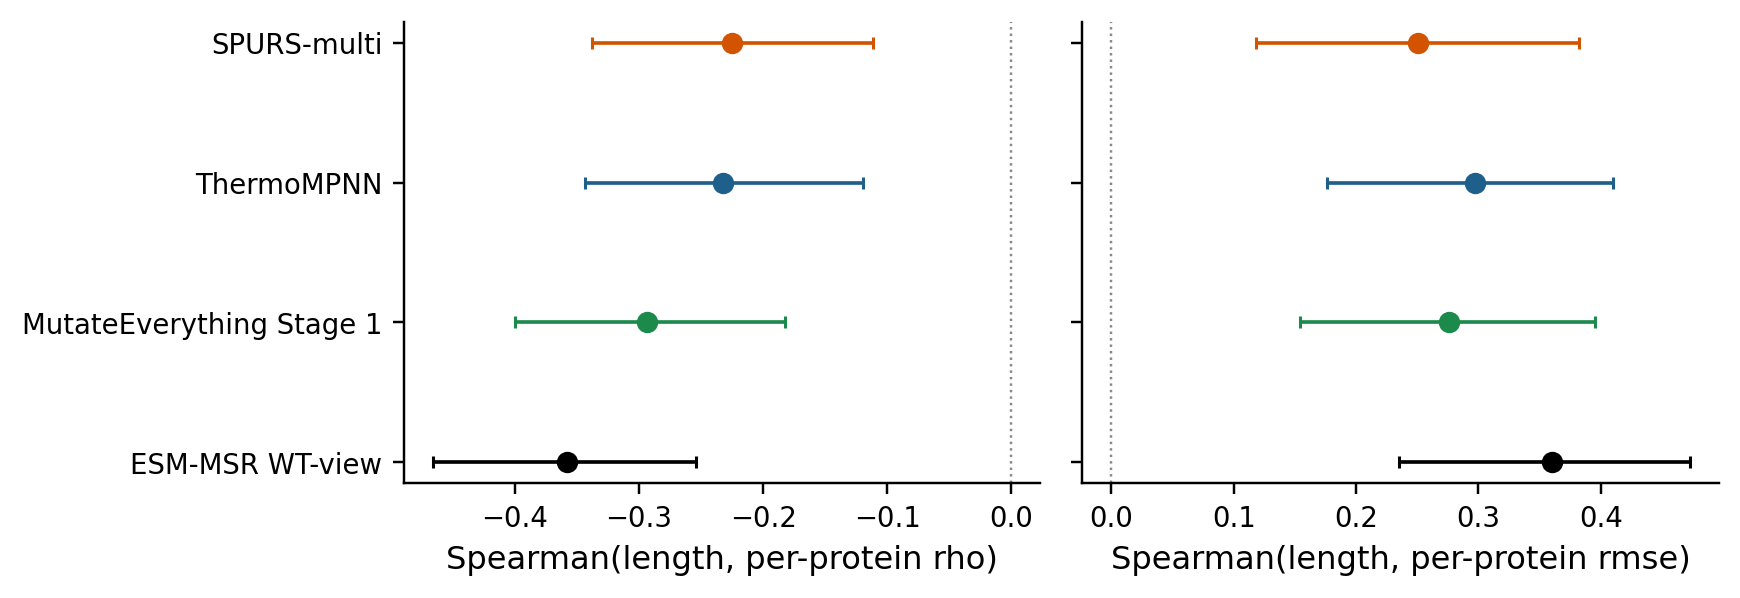 SPURS-multi
ThermoMPNN
MutateEverything Stage 1
ESM-MSR WT-view
−0.4 −0.3 −0.2 −0.1 0.0
Spearman(length, per-protein rho)
0.0 0.1 0.2 0.3 0.4
Spearman(length, per-protein rmse)